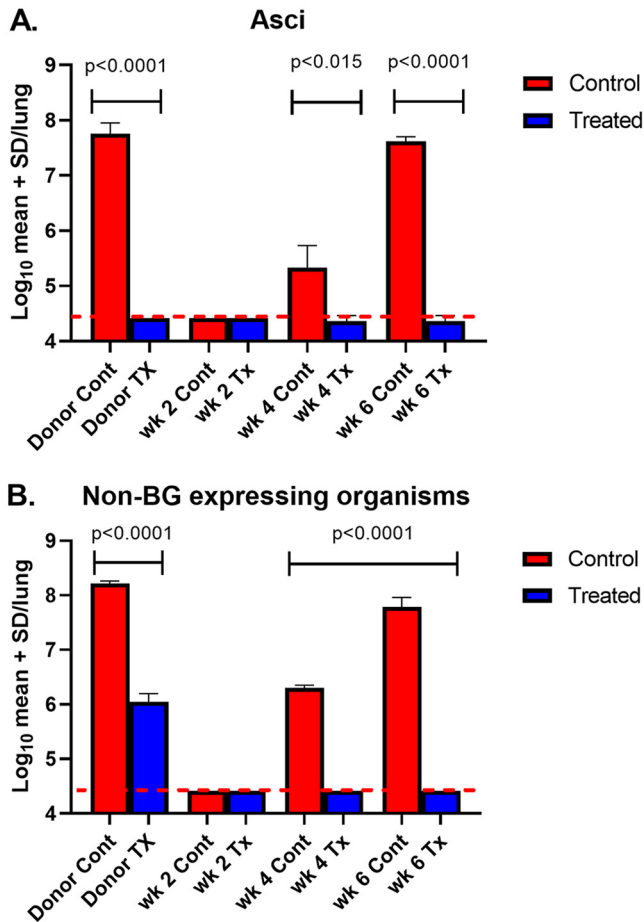 A. Asci
p<0.0001 p<0.015 p<0.0001
Control
Treated
Log10 mean + SD/lung
9
8
7
6
5
4
Donor Cont
Donor TX
wk 2 Cont
wk 2 Tx
wk 4 Cont
wk 4 Tx
wk 6 Cont
wk 6 Tx
B. Non-BG expressing organisms
p<0.0001 p<0.0001
Control
Treated
Log10 mean + SD/lung
9
8
7
6
5
4
Donor Cont
Donor TX
wk 2 Cont
wk 2 Tx
wk 4 Cont
wk 4 Tx
wk 6 Cont
wk 6 Tx